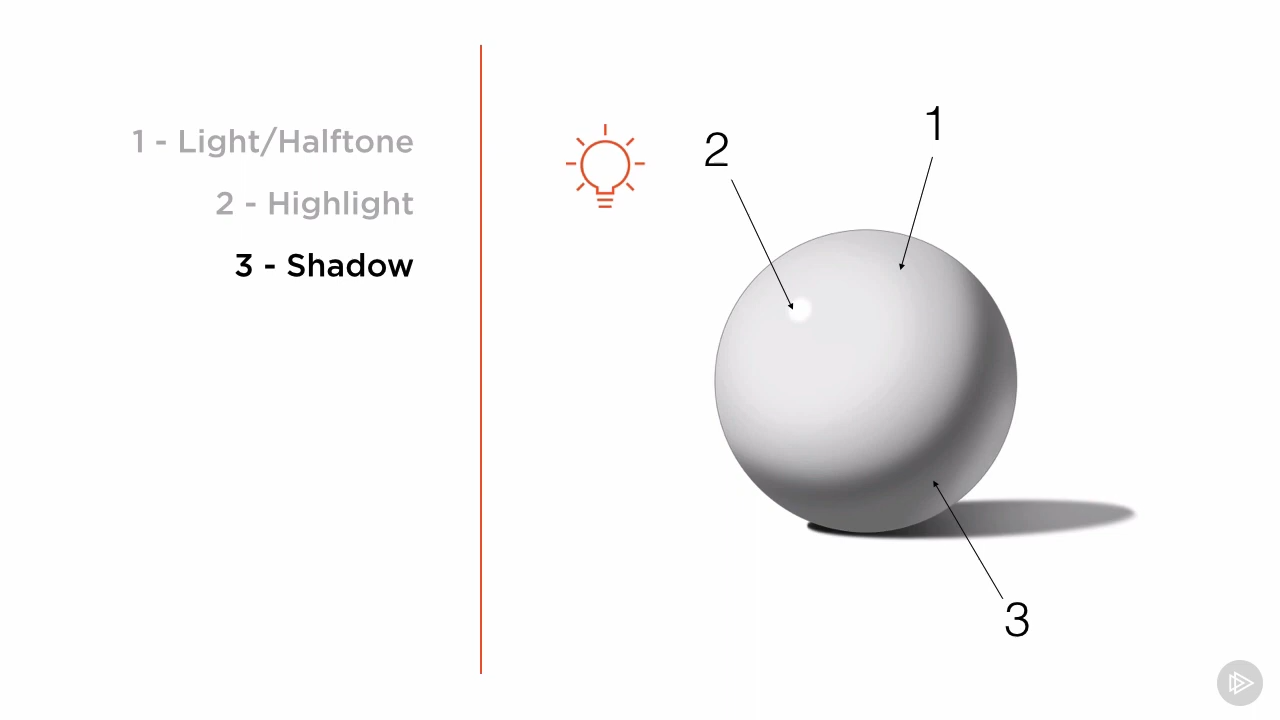 1 - Light/Halftone
2 - Highlight
3 - Shadow
1
2
3